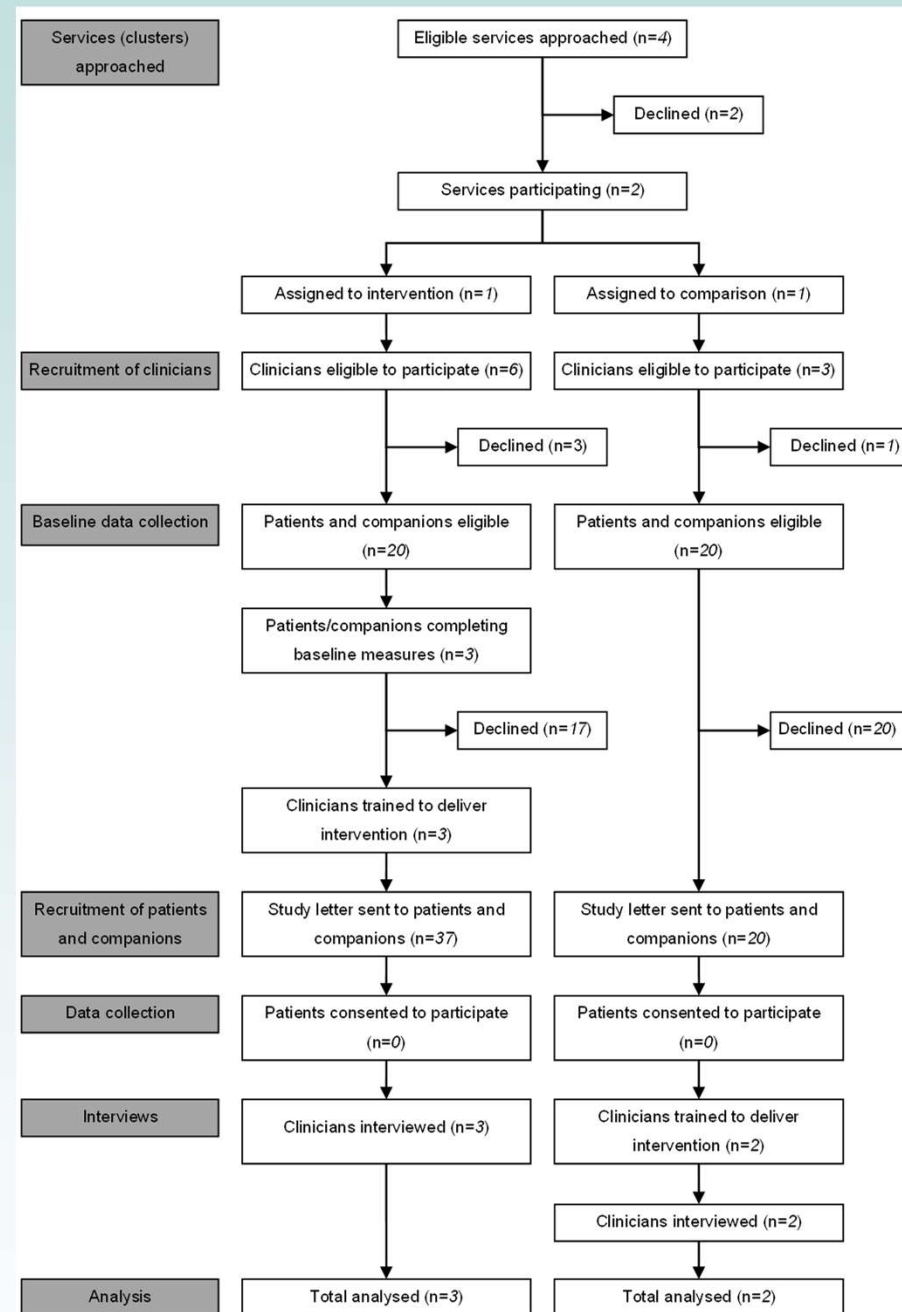 Services (clusters)
approached
Eligible services approached (n=4)
Declined (n=2)
Services participating (n=2)
Assigned to intervention (n=1)
Assigned to comparison (n=1)
Recruitment of clinicians
Clinicians eligible to participate (n=6)
Clinicians eligible to participate (n=3)
Declined (n=3)
Declined (n=1)
Baseline data collection
Patients and companions eligible
(n=20)
Patients and companions eligible
(n=20)
Patients/companions completing
baseline measures (n=3)
Declined (n=17)
Declined (n=20)
Clinicians trained to deliver
intervention (n=3)
Recruitment of patients
and companions
Study letter sent to patients and
companions (n=37)
Study letter sent to patients and
companions (n=20)
Data collection
Patients consented to participate
(n=0)
Patients consented to participate
(n=0)
Interviews
Clinicians interviewed (n=3)
Clinicians trained to deliver
intervention (n=2)
Clinicians interviewed (n=2)
Analysis
Total analysed (n=3)
Total analysed (n=2)